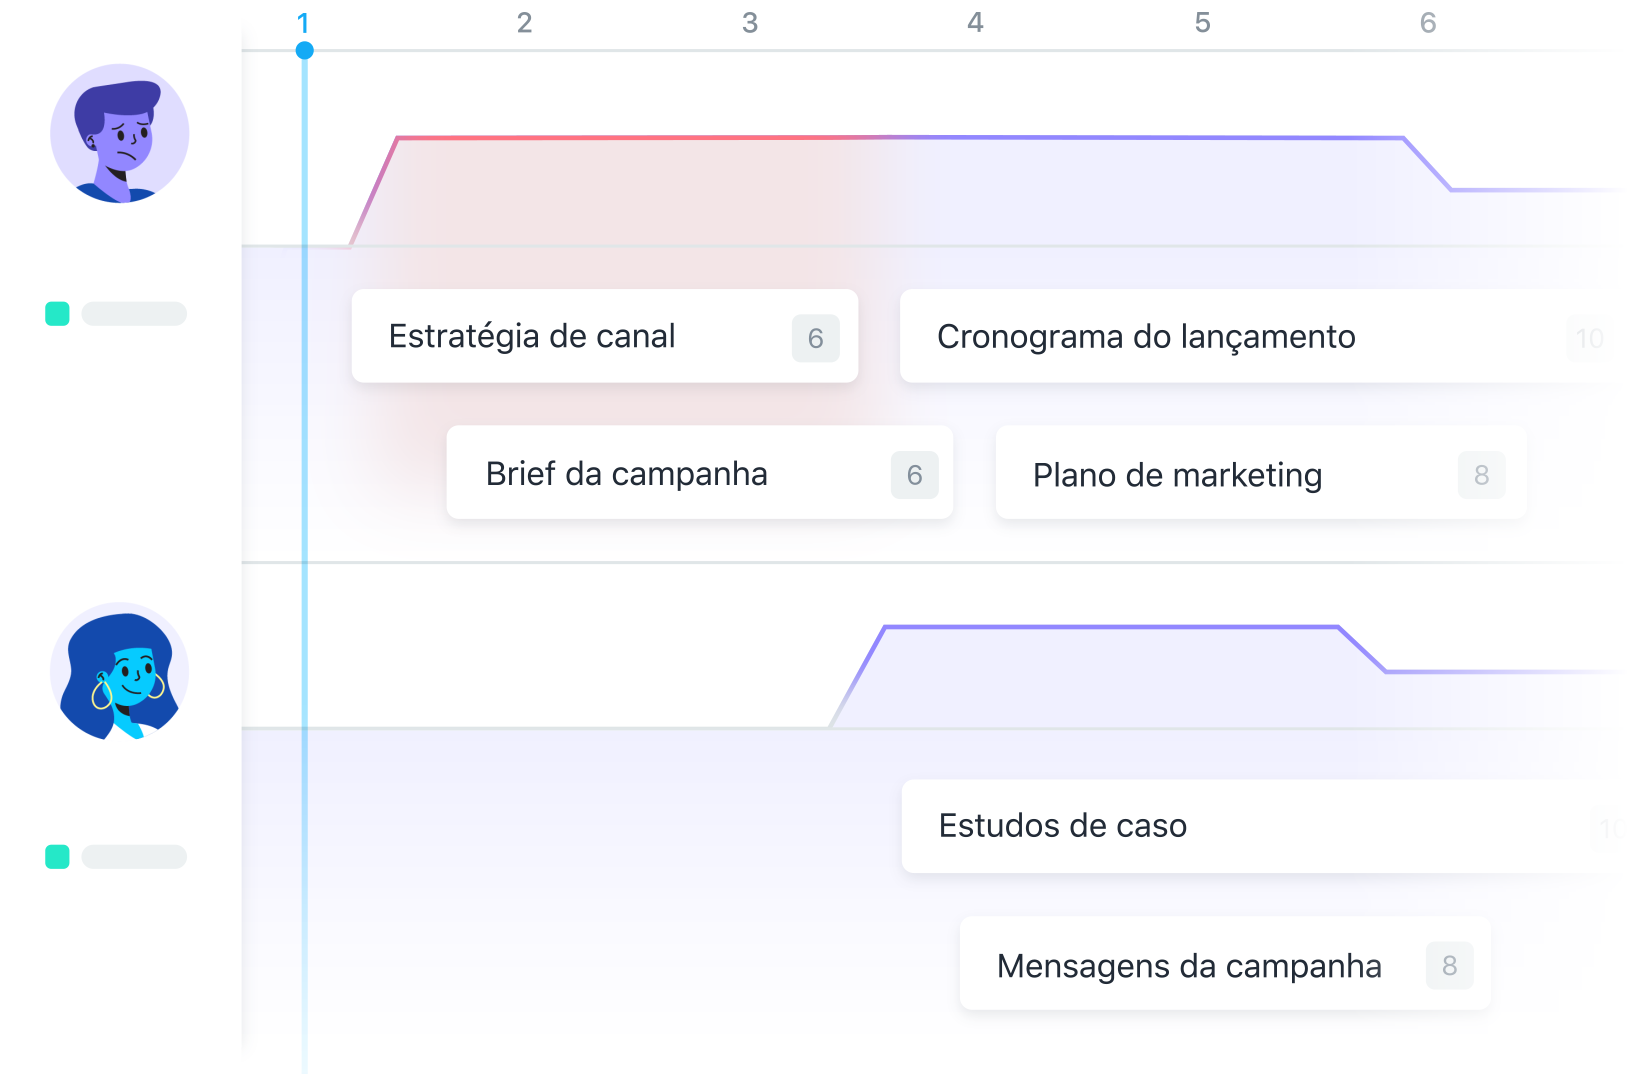 1 2 3 4 5 6
Estratégia de canal 6
Cronograma do lançamento 10
Brief da campanha 6
Plano de marketing 8
Estudos de caso 10
Mensagens da campanha 8